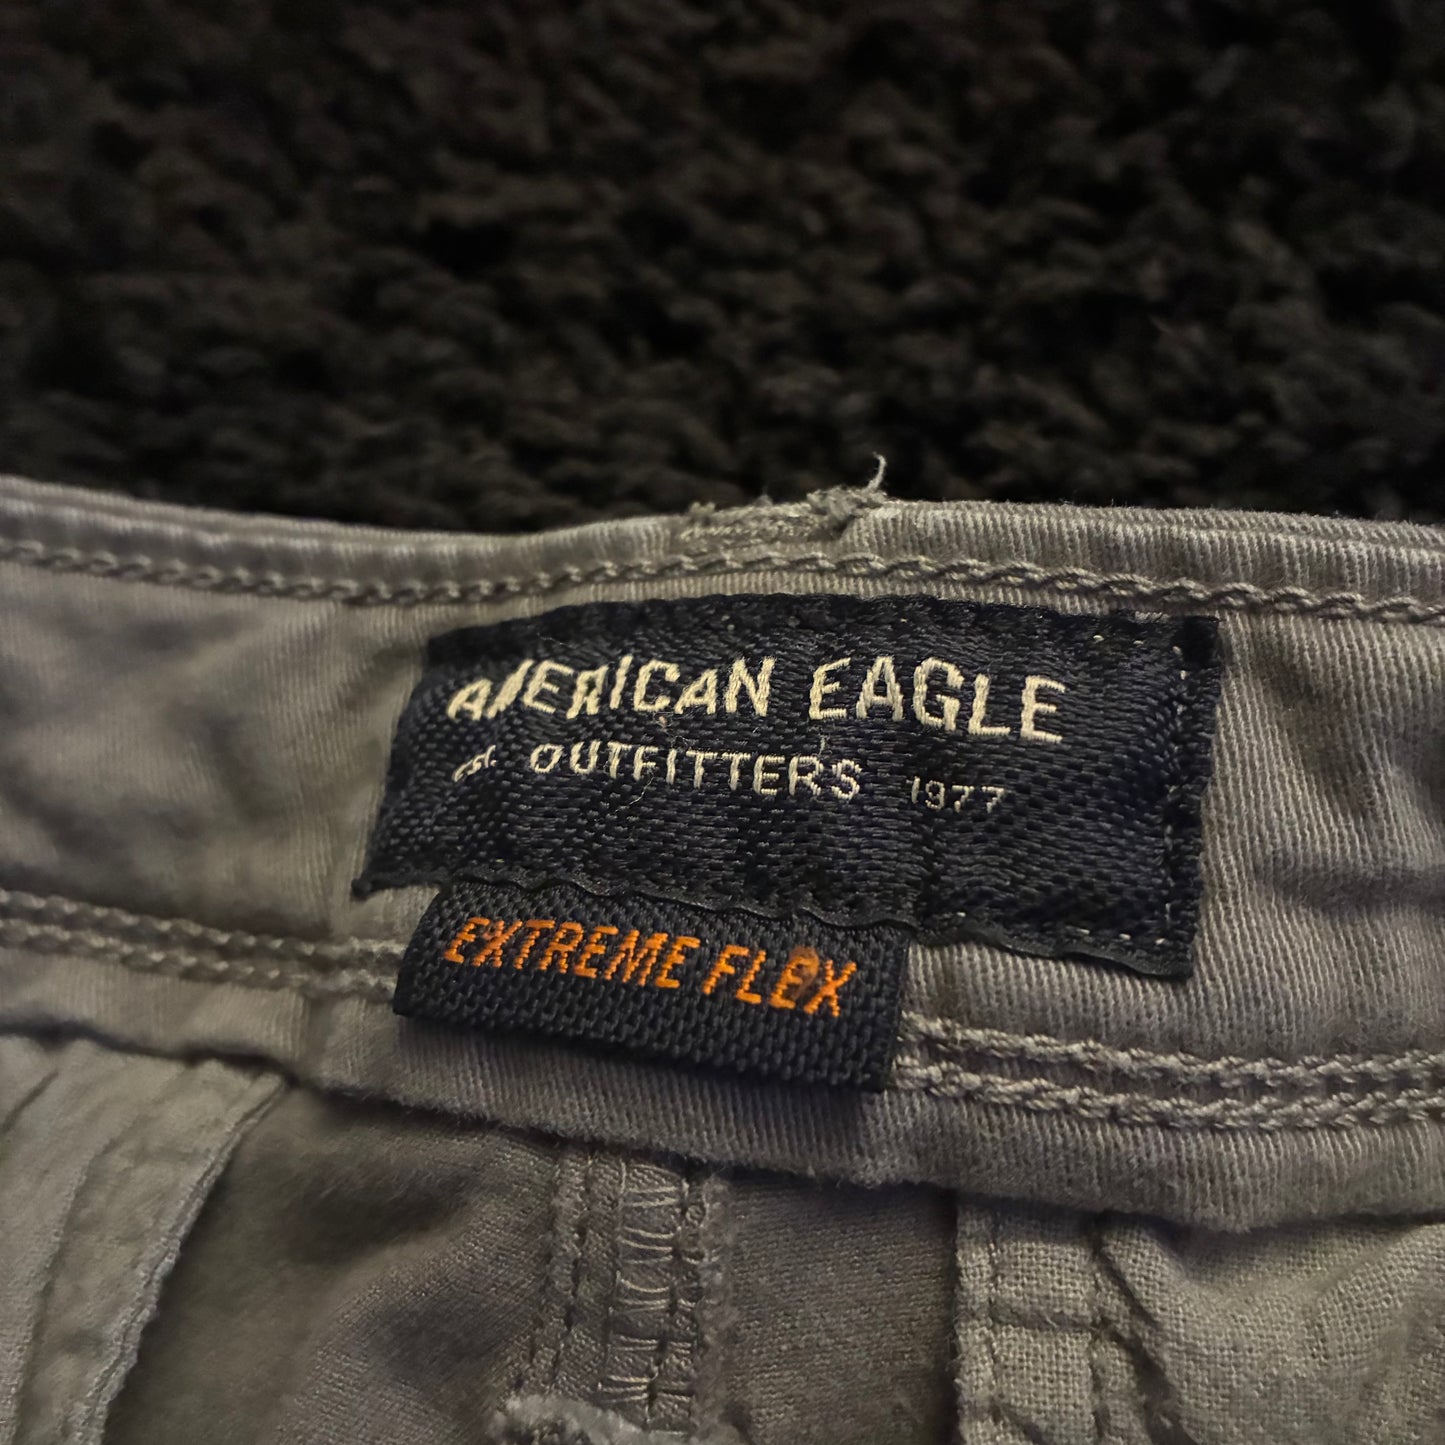 AMERICAN EAGLE
est. OUTFITTERS 1977
EXTREME FLEX